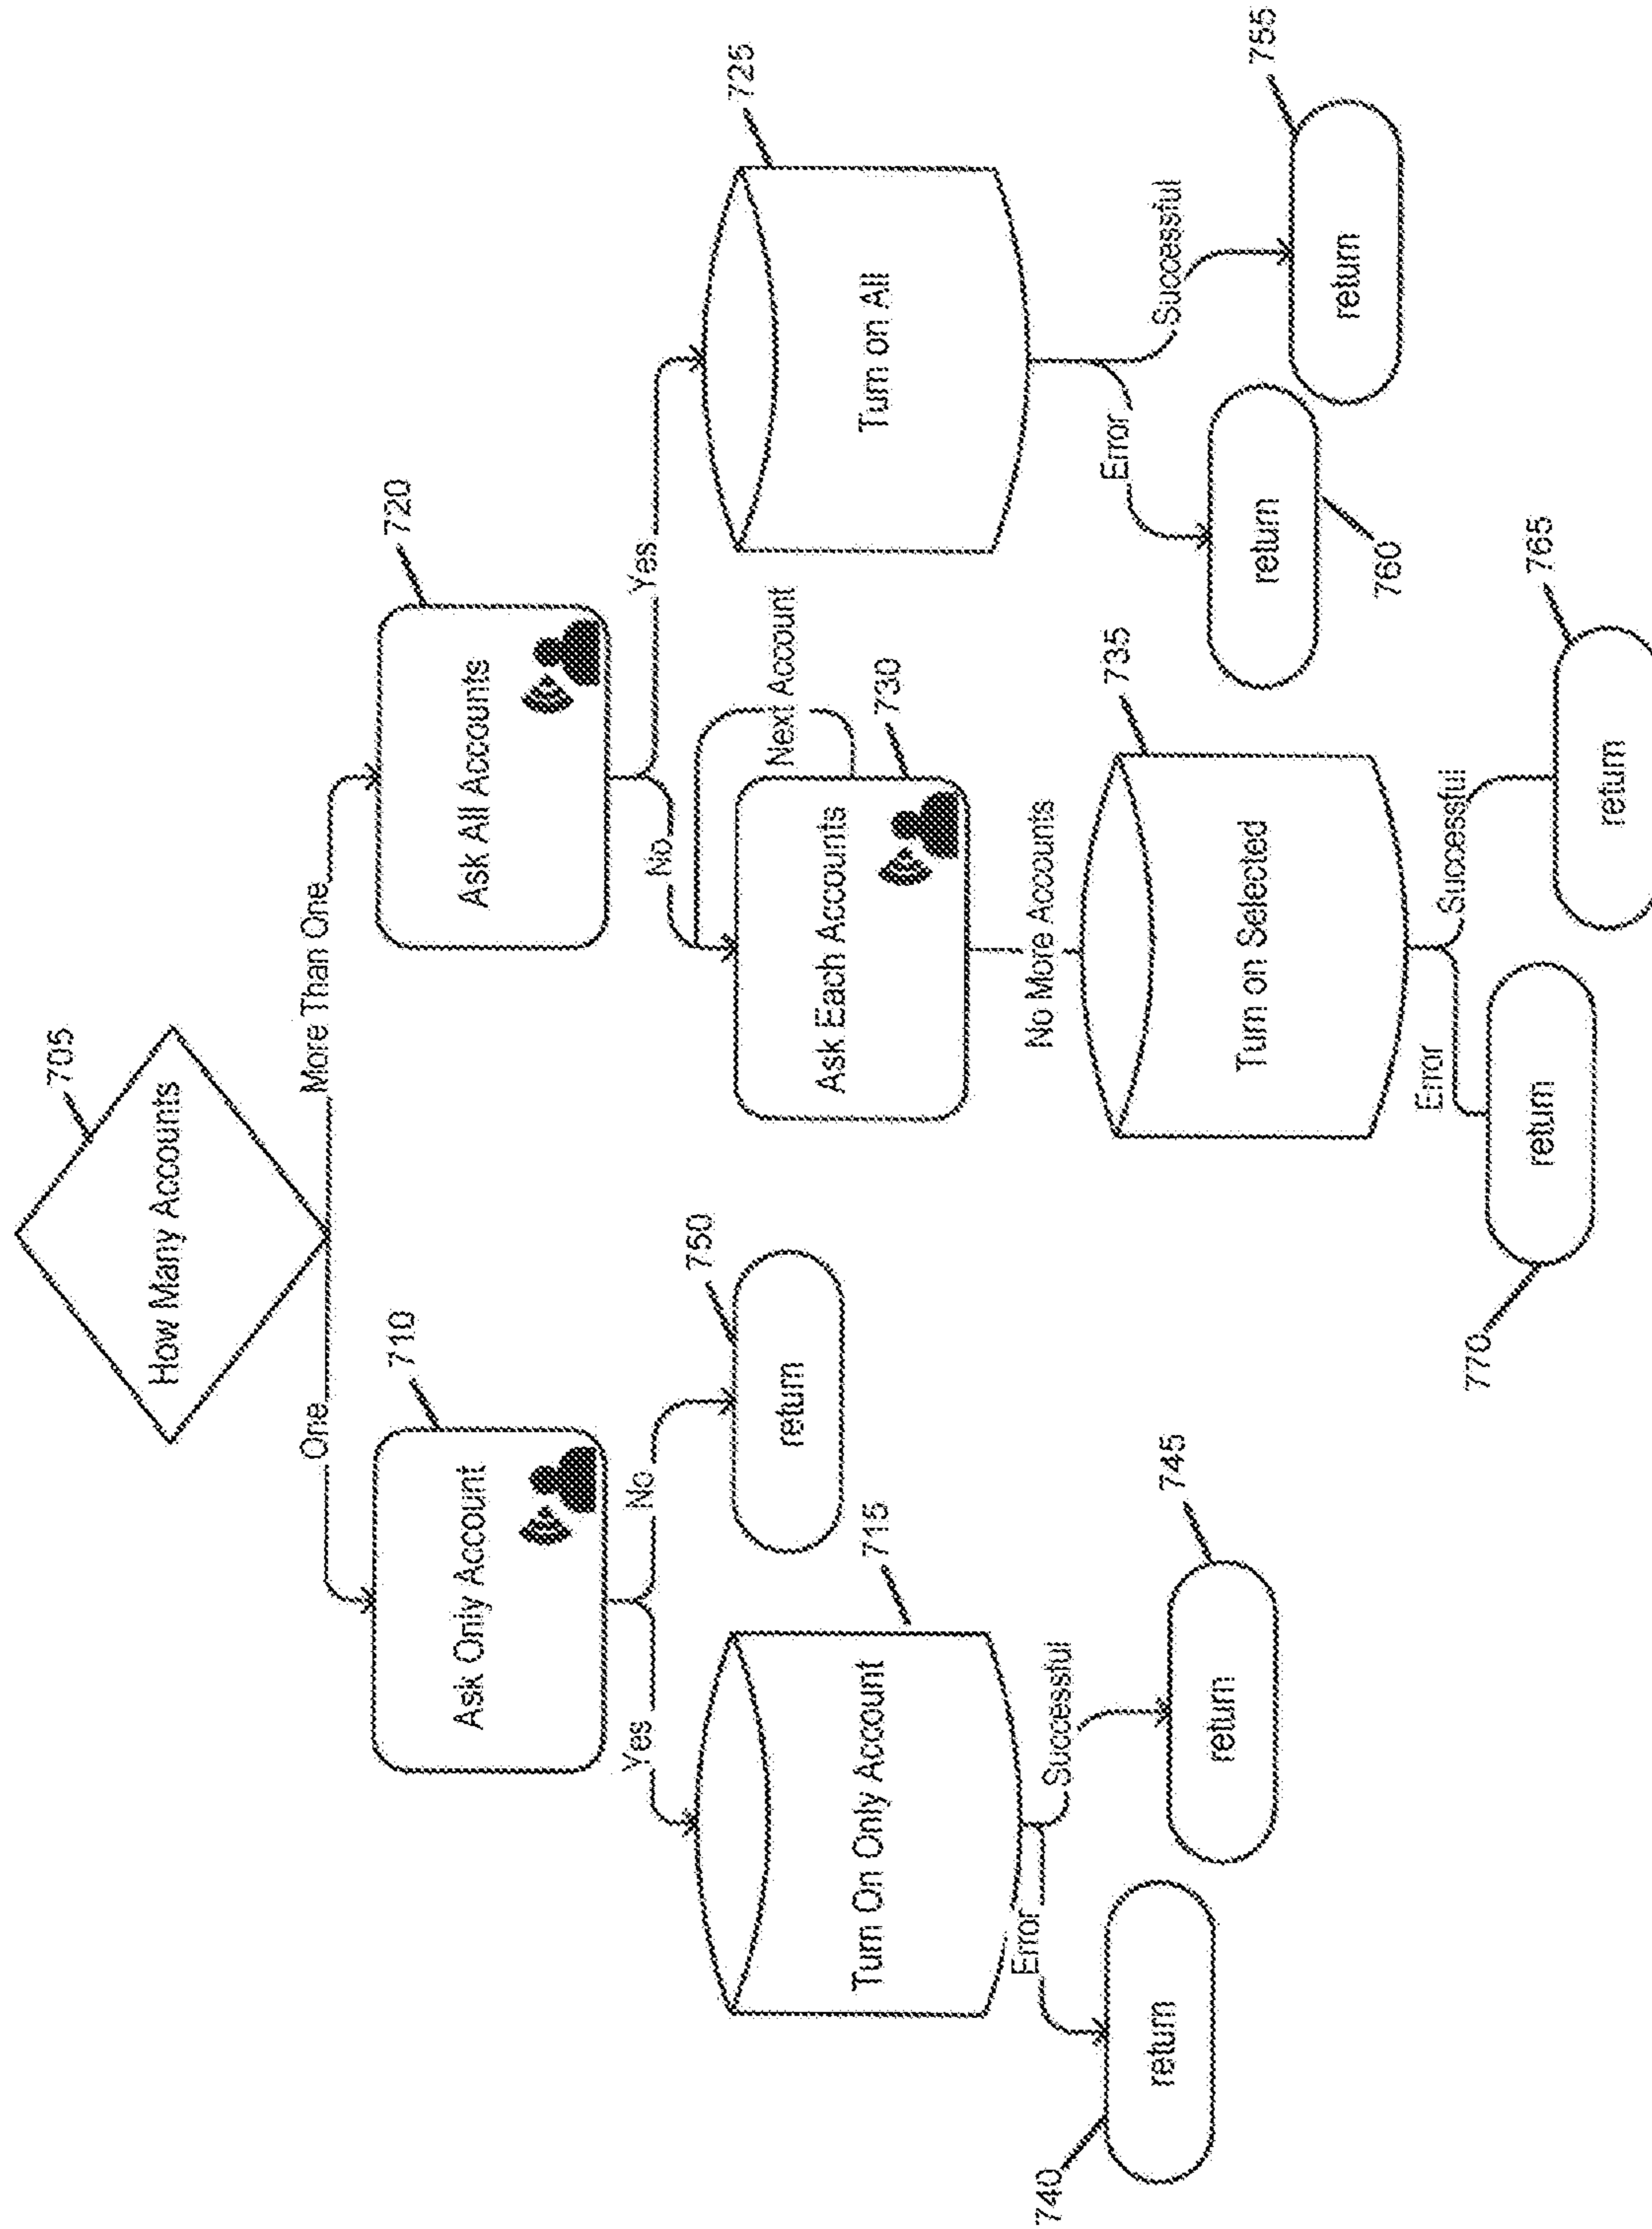 705
How Many Accounts
One
More Than One
710
Ask Only Account
720
Ask All Accounts
Yes
No
No
Yes
750
return
715
Turn On Only Account
Next Account
730
Ask Each Accounts
725
Turn on All
Error
Successful
No More Accounts
Error
Successful
740
return
745
return
735
Turn on Selected
760
return
755
return
Error
Successful
770
return
765
return